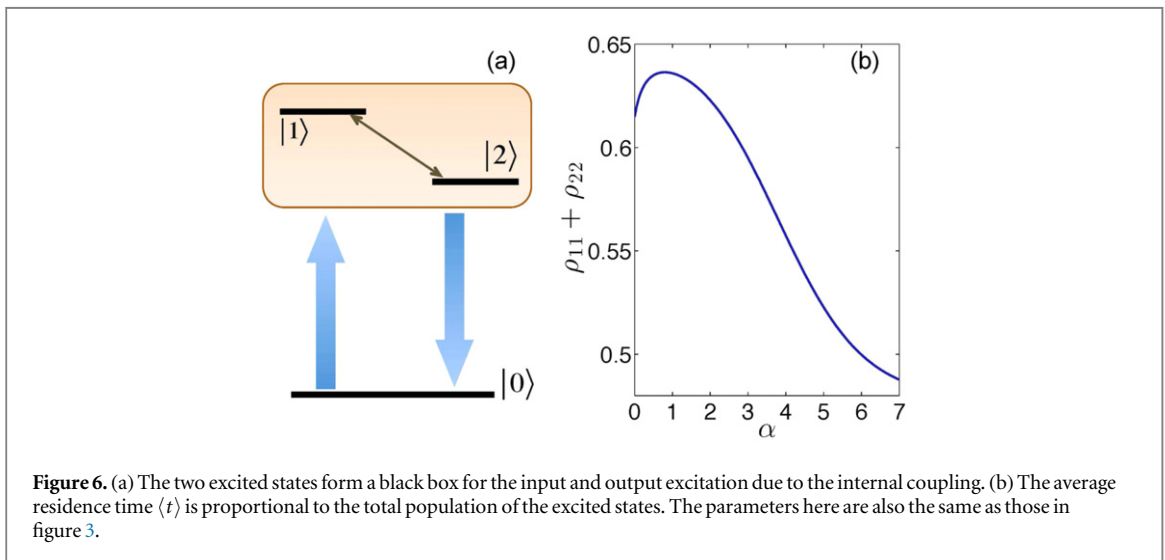 (a)
|1⟩
|2⟩
|0⟩
(b)
0.65
0.6
0.55
0.5
ρ11 + ρ22
0 1 2 3 4 5 6 7
α
Figure 6. (a) The two excited states form a black box for the input and output excitation due to the internal coupling. (b) The average
residence time ⟨t⟩ is proportional to the total population of the excited states. The parameters here are also the same as those in
figure 3.